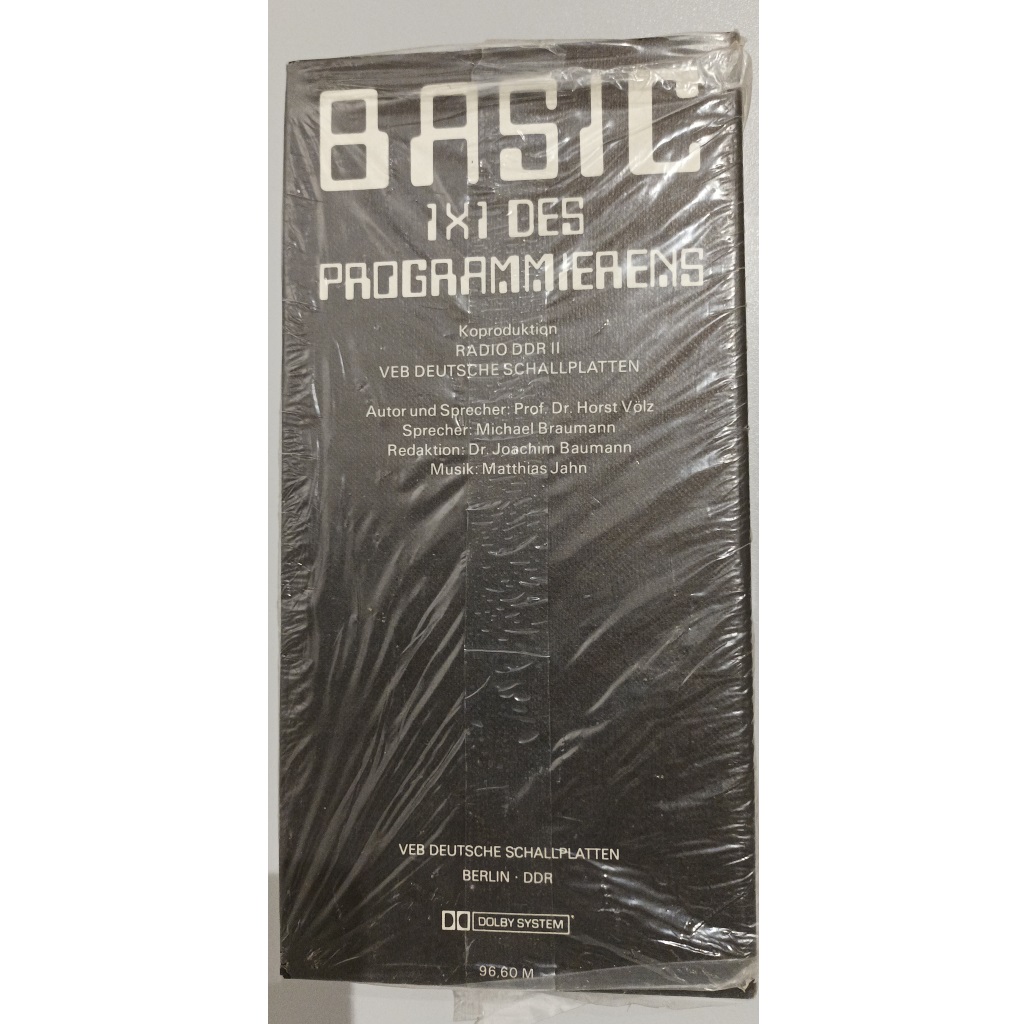 BASIC
1X1 DES
PROGRAMMIERENS
Koproduktion
RADIO DDR II
VEB DEUTSCHE SCHALLPLATTEN
Autor und Sprecher: Prof. Dr. Horst Völz
Sprecher: Michael Braumann
Redaktion: Dr. Joachim Baumann
Musik: Matthias Jahn
VEB DEUTSCHE SCHALLPLATTEN
BERLIN · DDR
DOLBY SYSTEM
96,60 M